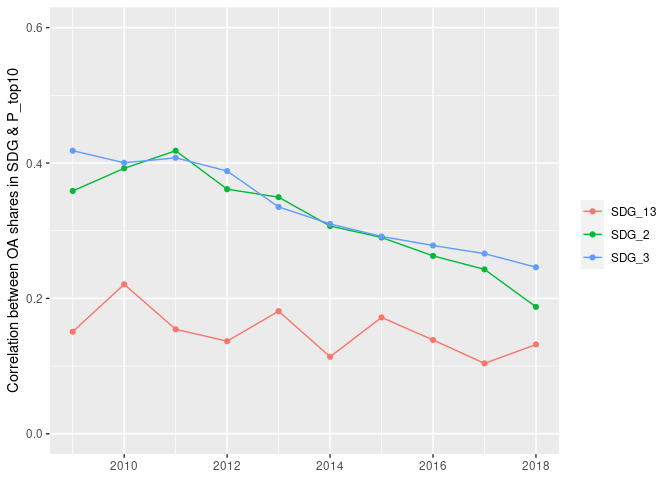 Correlation between OA shares in SDG & P_top10
0.6
0.4
0.2
0.0
2010 2012 2014 2016 2018
SDG_13
SDG_2
SDG_3